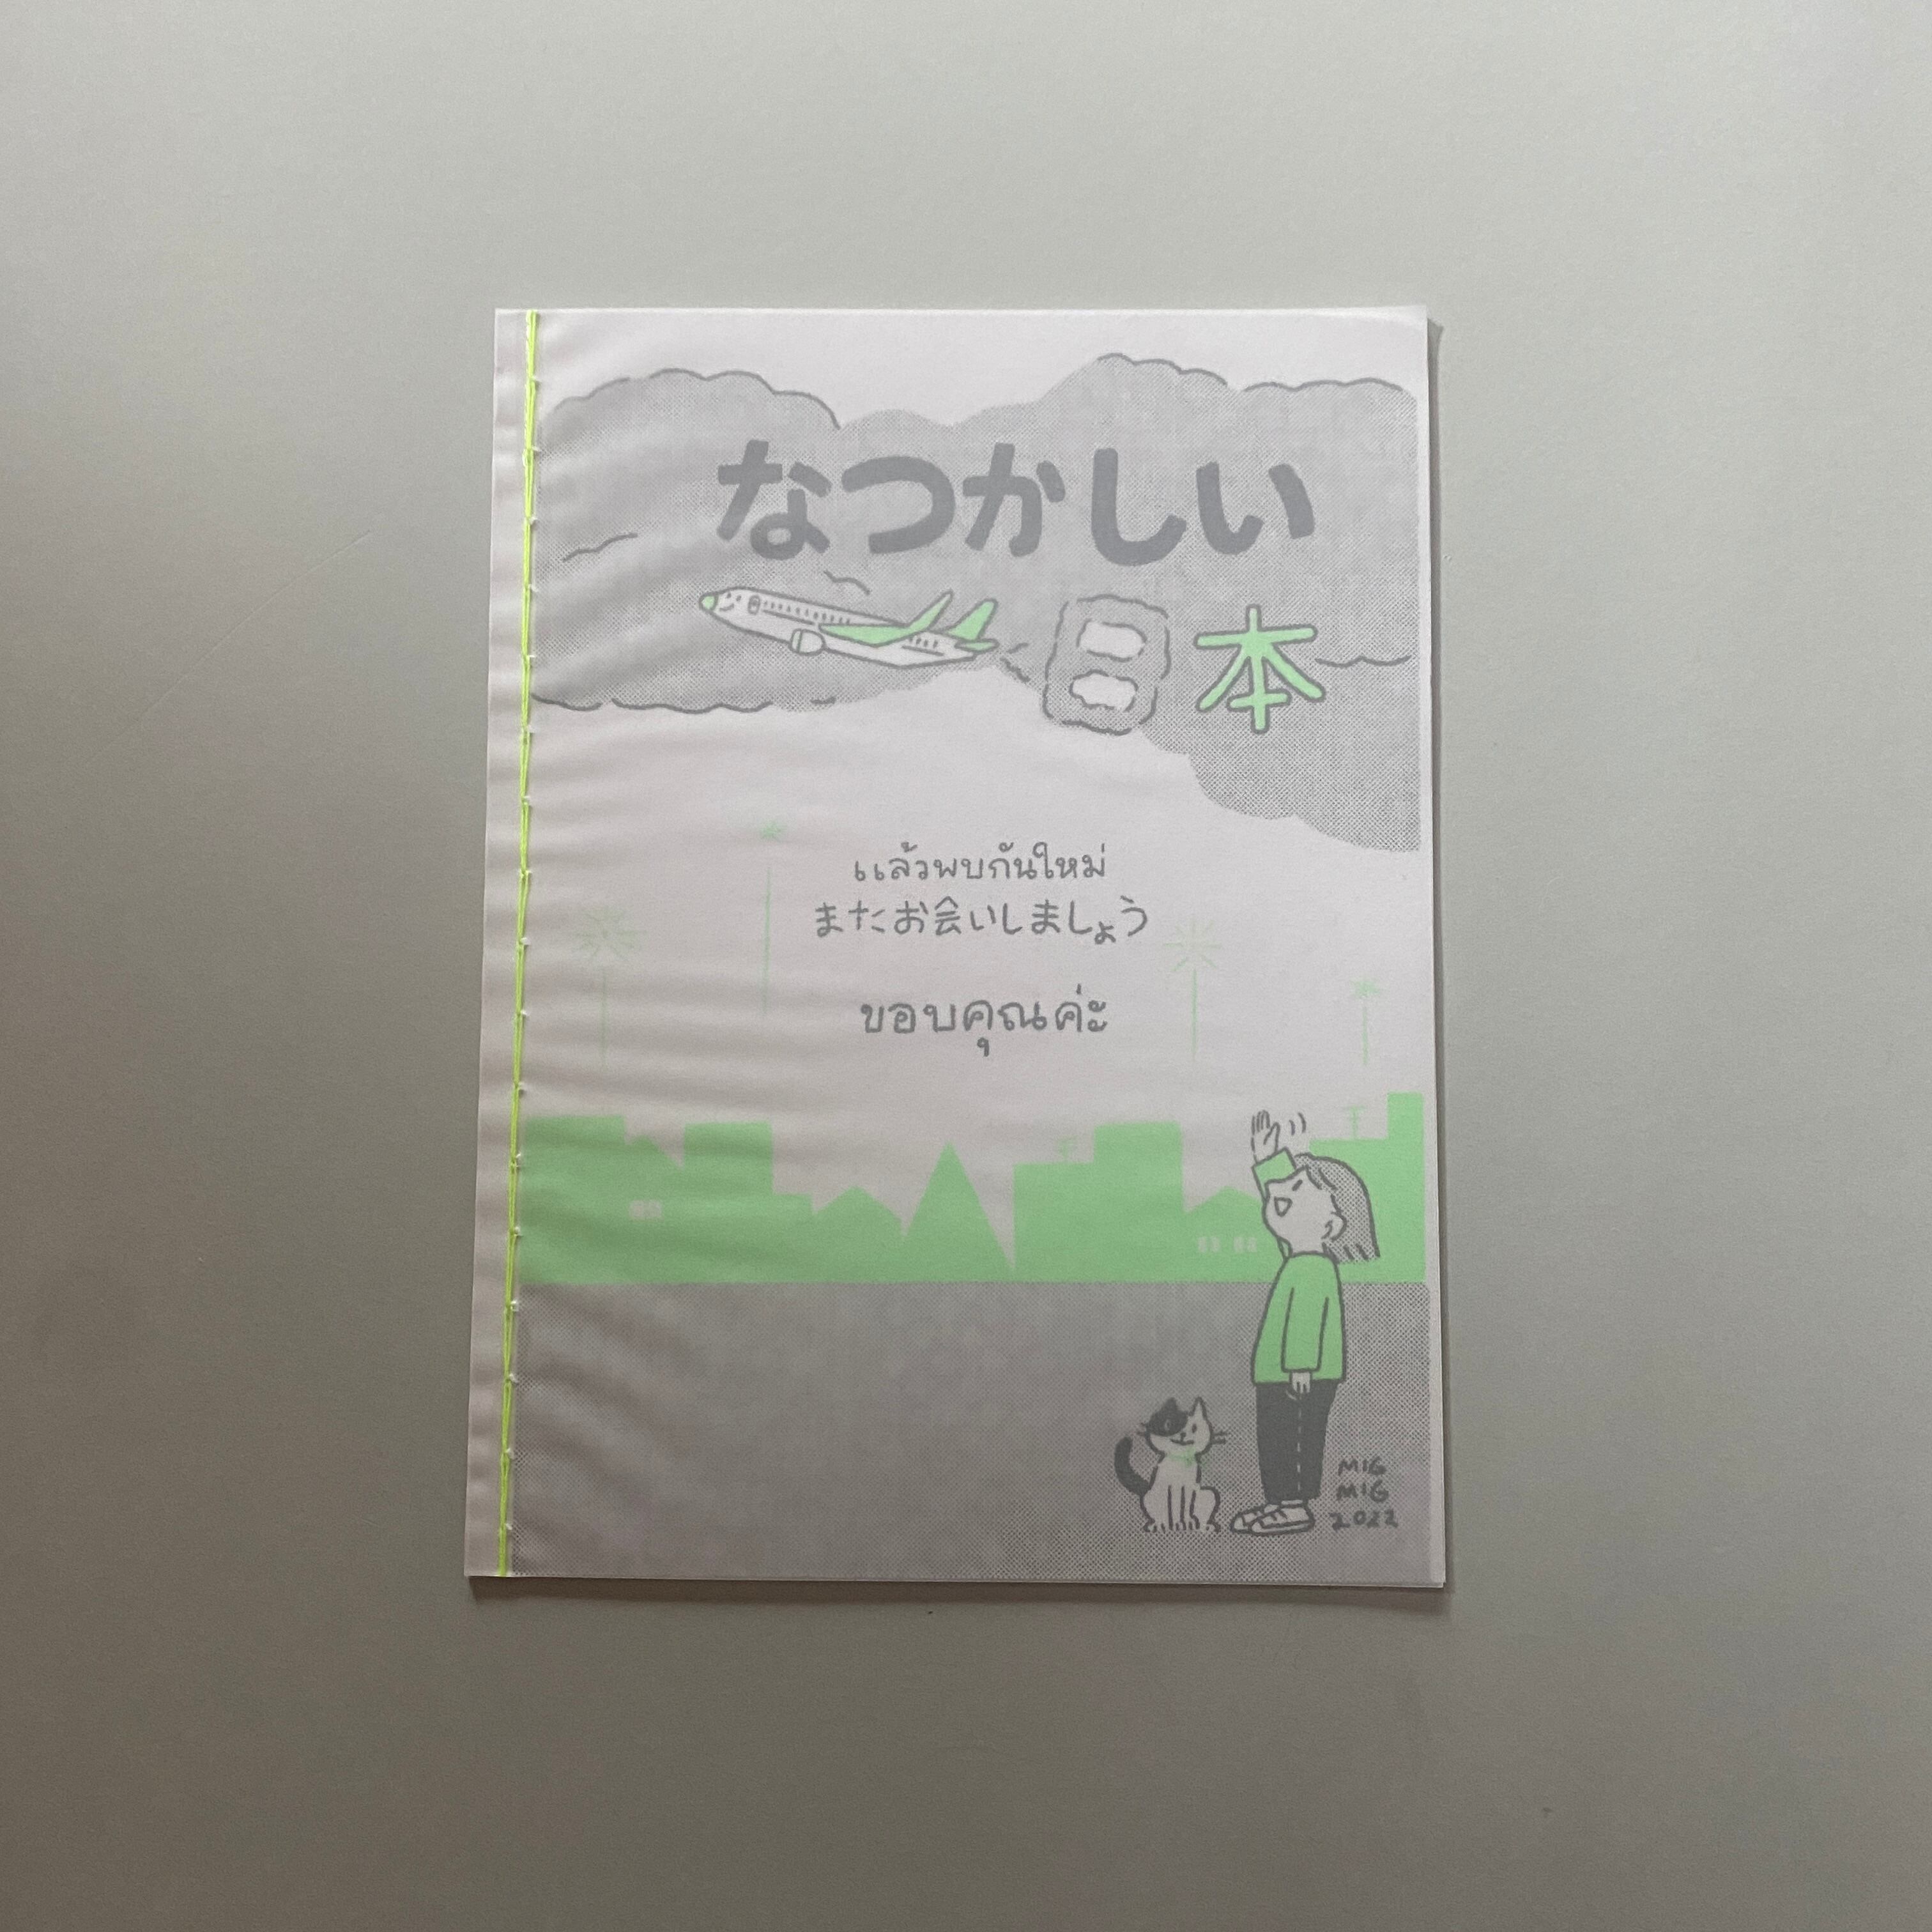 なつかしい
日本
แล้วพบกันใหม่
またお会いしましょう
ขอบคุณค่ะ
MIG
MIG
2022